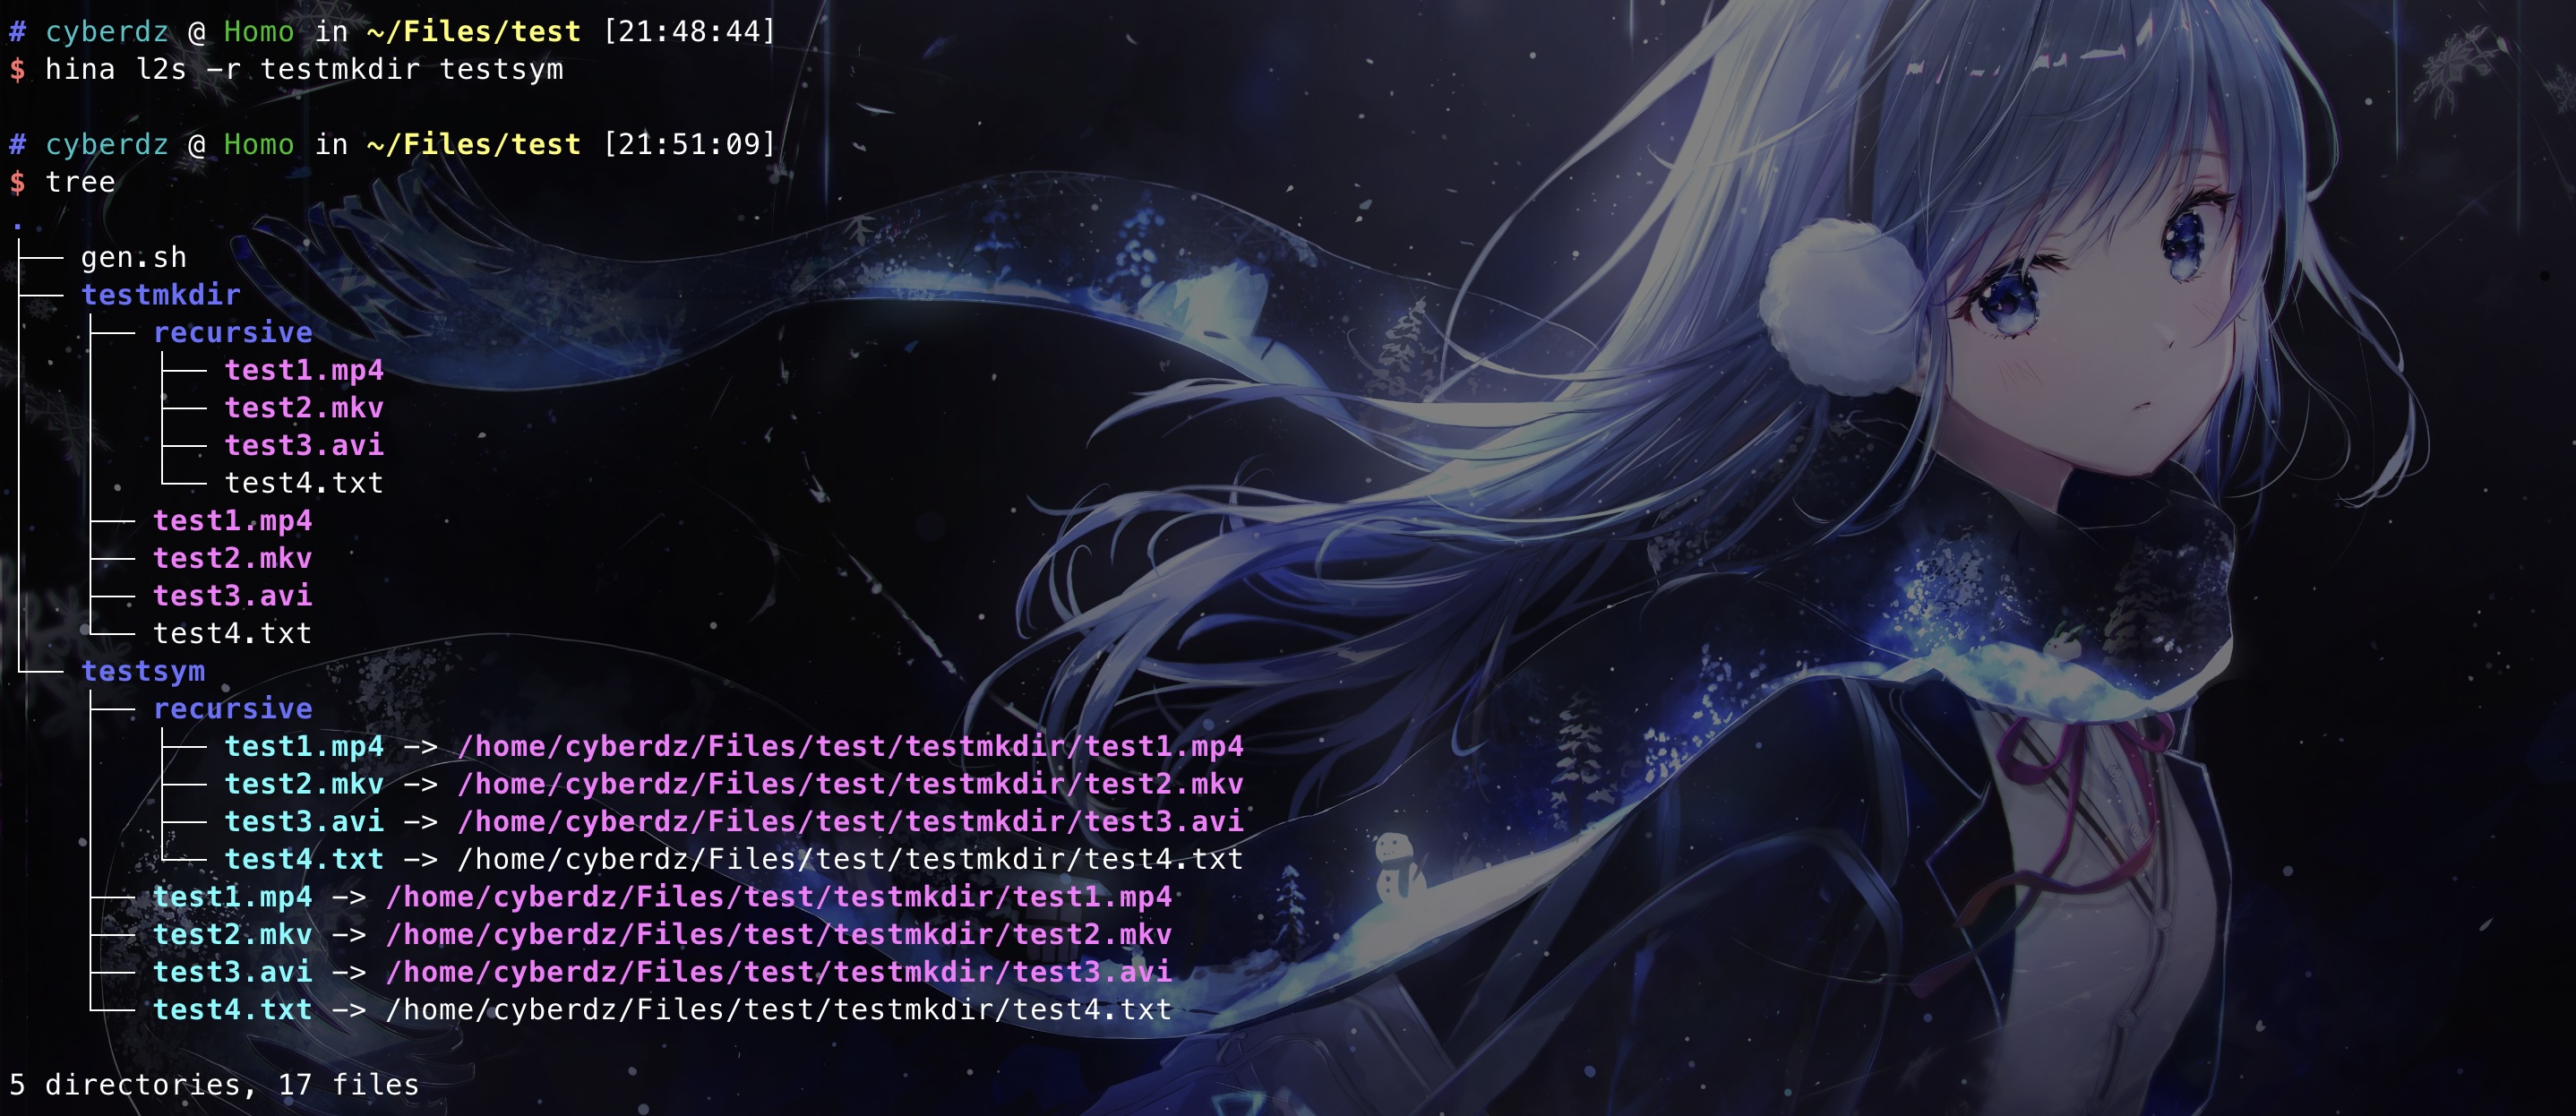 # cyberdz @ Homo in ~/Files/test [21:48:44]
$ hina l2s -r testmkdir testsym

# cyberdz @ Homo in ~/Files/test [21:51:09]
$ tree
.
├── gen.sh
├── testmkdir
│   ├── recursive
│   │   ├── test1.mp4
│   │   ├── test2.mkv
│   │   ├── test3.avi
│   │   └── test4.txt
│   ├── test1.mp4
│   ├── test2.mkv
│   ├── test3.avi
│   └── test4.txt
└── testsym
    ├── recursive
    │   ├── test1.mp4 -> /home/cyberdz/Files/test/testmkdir/test1.mp4
    │   ├── test2.mkv -> /home/cyberdz/Files/test/testmkdir/test2.mkv
    │   ├── test3.avi -> /home/cyberdz/Files/test/testmkdir/test3.avi
    │   └── test4.txt -> /home/cyberdz/Files/test/testmkdir/test4.txt
    ├── test1.mp4 -> /home/cyberdz/Files/test/testmkdir/test1.mp4
    ├── test2.mkv -> /home/cyberdz/Files/test/testmkdir/test2.mkv
    ├── test3.avi -> /home/cyberdz/Files/test/testmkdir/test3.avi
    └── test4.txt -> /home/cyberdz/Files/test/testmkdir/test4.txt

5 directories, 17 files